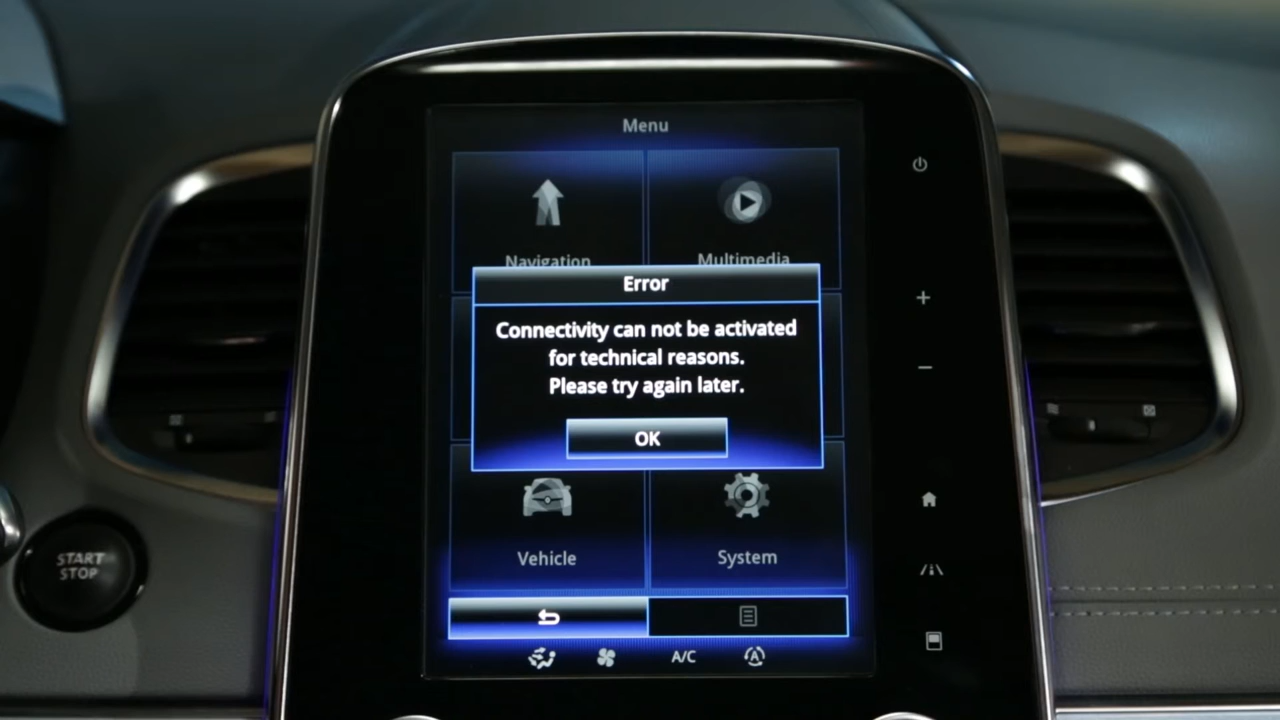 Menu
Navigation
Multimedia
Error
Connectivity can not be activated
for technical reasons.
Please try again later.
OK
Vehicle
System
START
STOP
A/C
A